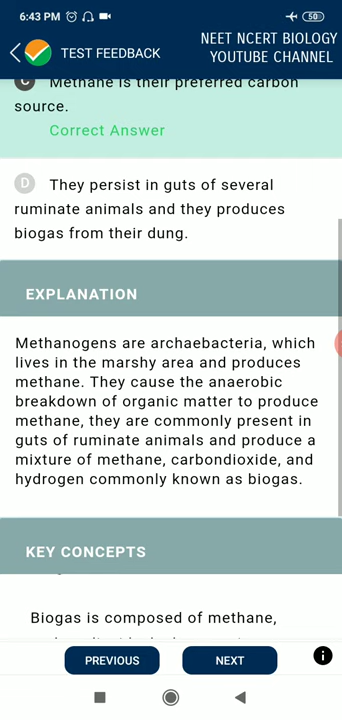 6:43 PM
50
TEST FEEDBACK
NEET NCERT BIOLOGY
YOUTUBE CHANNEL
C Methane is their preferred carbon
source.
Correct Answer
D They persist in guts of several
ruminate animals and they produces
biogas from their dung.
EXPLANATION
Methanogens are archaebacteria, which
lives in the marshy area and produces
methane. They cause the anaerobic
breakdown of organic matter to produce
methane, they are commonly present in
guts of ruminate animals and produce a
mixture of methane, carbondioxide, and
hydrogen commonly known as biogas.
KEY CONCEPTS
Biogas is composed of methane,
PREVIOUS
NEXT